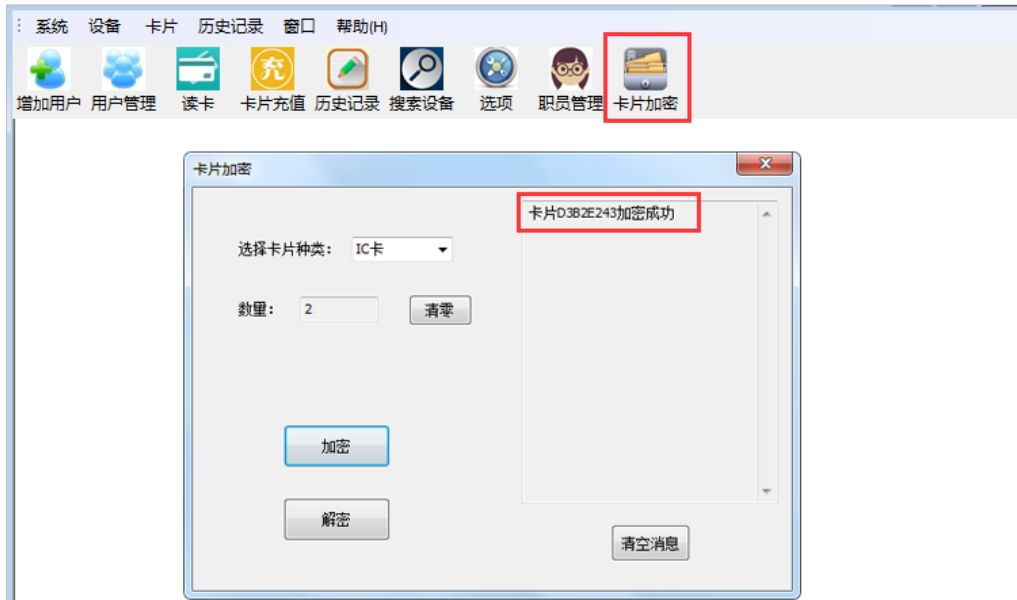 系统 设备 卡片 历史记录 窗口 帮助(H)
充
增加用户 用户管理 读卡 卡片充值 历史记录 搜索设备 选项 职员管理 卡片加密
卡片加密
卡片D3B2E243加密成功
选择卡片种类: IC卡
数量: 2 清零
加密
解密
清空消息